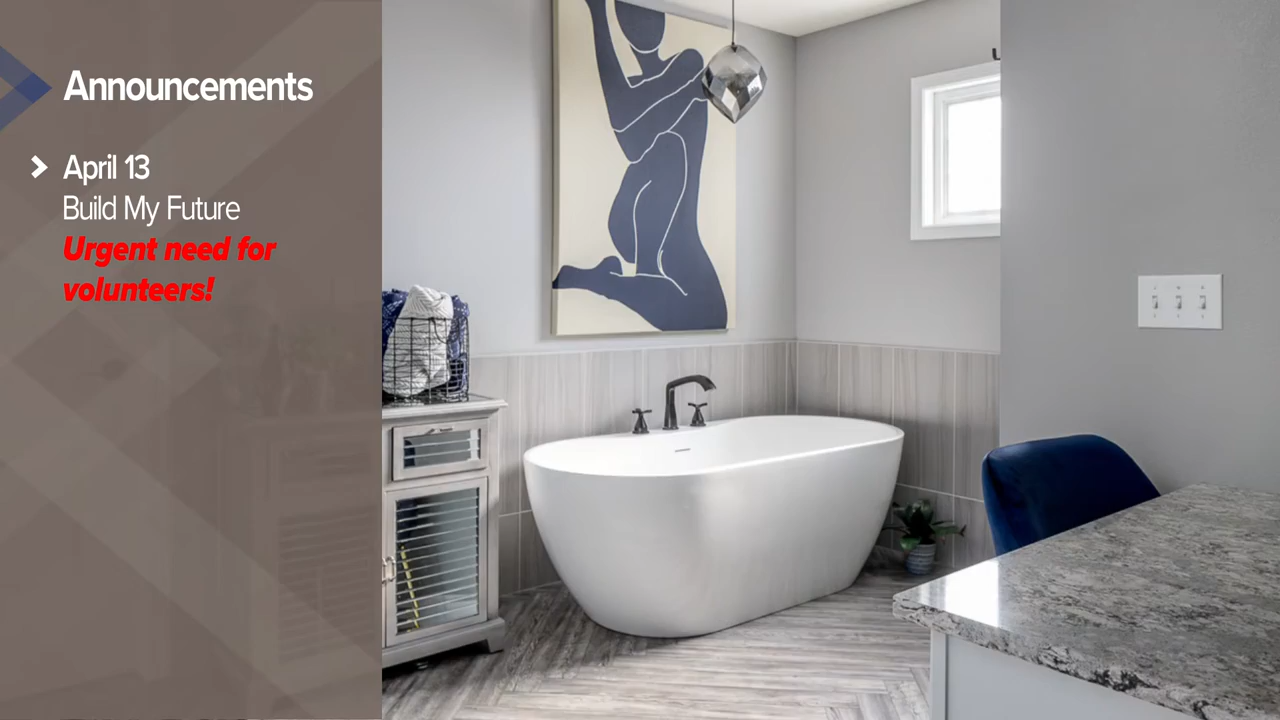 Announcements
April 13
Build My Future
Urgent need for
volunteers!